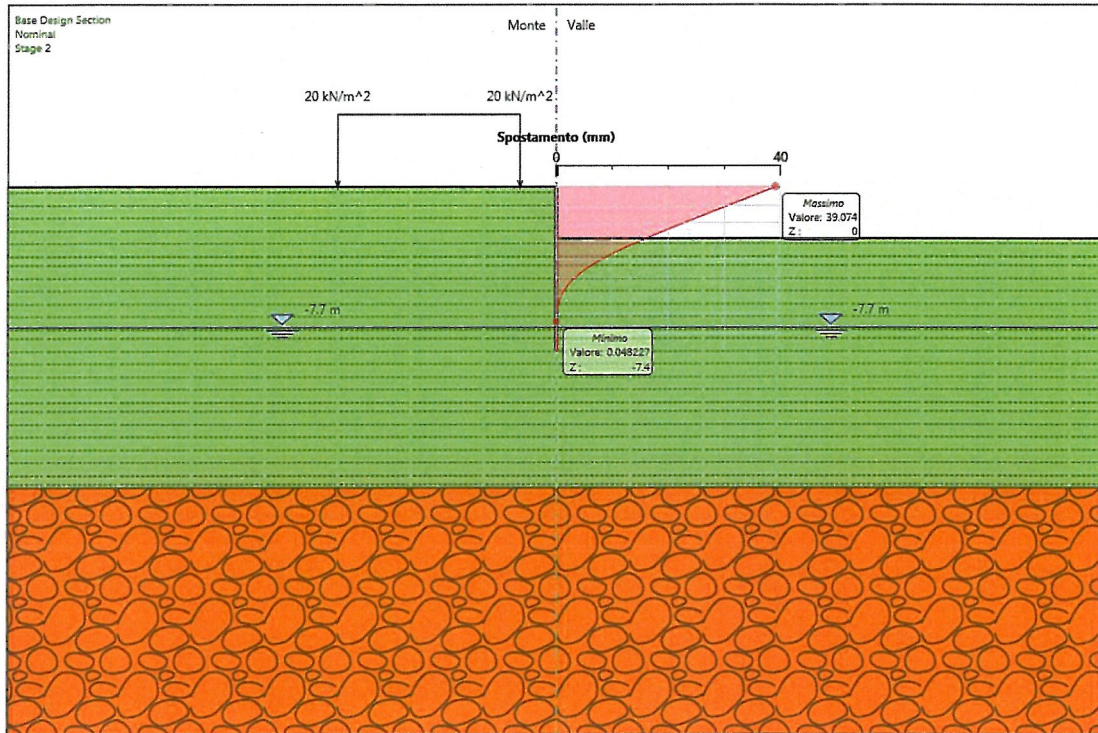 Base Design Section
Nominal
Stage 2
Monte
Valle
20 kN/m^2
20 kN/m^2
Spostamento (mm)
0
40
Massimo
Valore: 39.074
Z : 0
-7.7 m
-7.7 m
Minimo
Valore: 0.048227
Z : -7.4